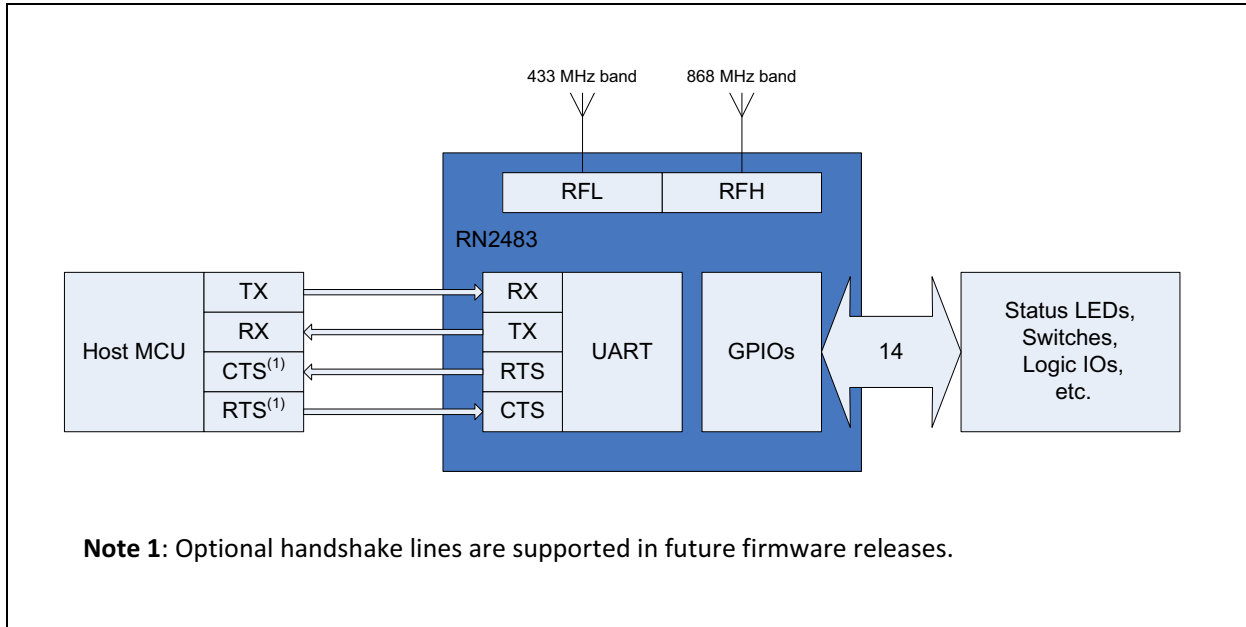 433 MHz band
868 MHz band
RFL
RFH
RN2483
Host MCU
TX
RX
CTS(1)
RTS(1)
RX
TX
RTS
CTS
UART
GPIOs
14
Status LEDs,
Switches,
Logic IOs,
etc.
Note 1: Optional handshake lines are supported in future firmware releases.